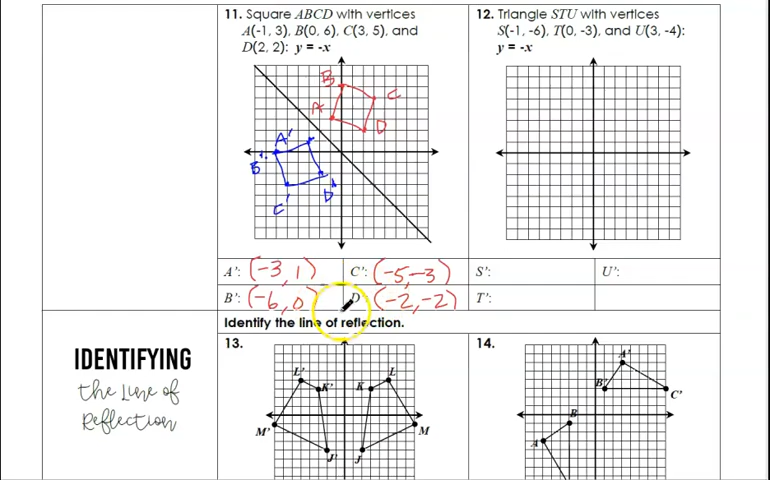 11. Square ABCD with vertices
A(-1, 3), B(0, 6), C(3, 5), and
D(2, 2): y = -x
B
C
A
D
A'
B'
C'
D'
A': (-3, 1)
C': (-5, -3)
B': (-6, 0)
D (-2, -2)
12. Triangle STU with vertices
S(-1, -6), T(0, -3), and U(3, -4):
y = -x
S':
U':
T':
IDENTIFYING
the Line of
Reflection
Identify the line of reflection.
13.
L'
K'
K
L
M'
M
J'
J
14.
A'
B'
C'
B
A